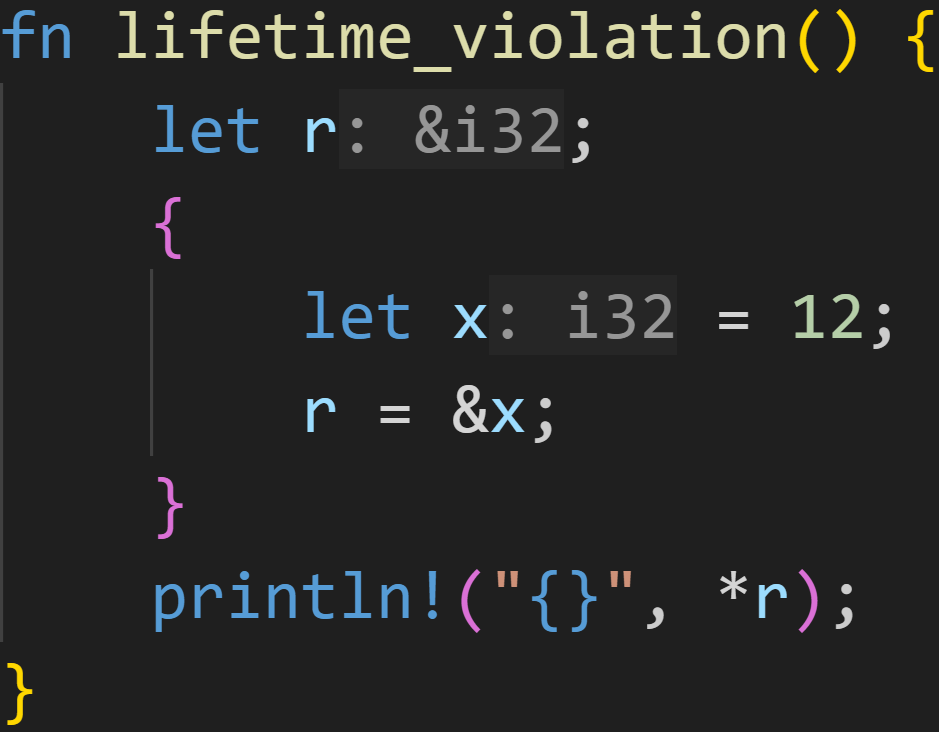 fn lifetime_violation() {
    let r: &i32;
    {
        let x: i32 = 12;
        r = &x;
    }
    println!("{}", *r);
}